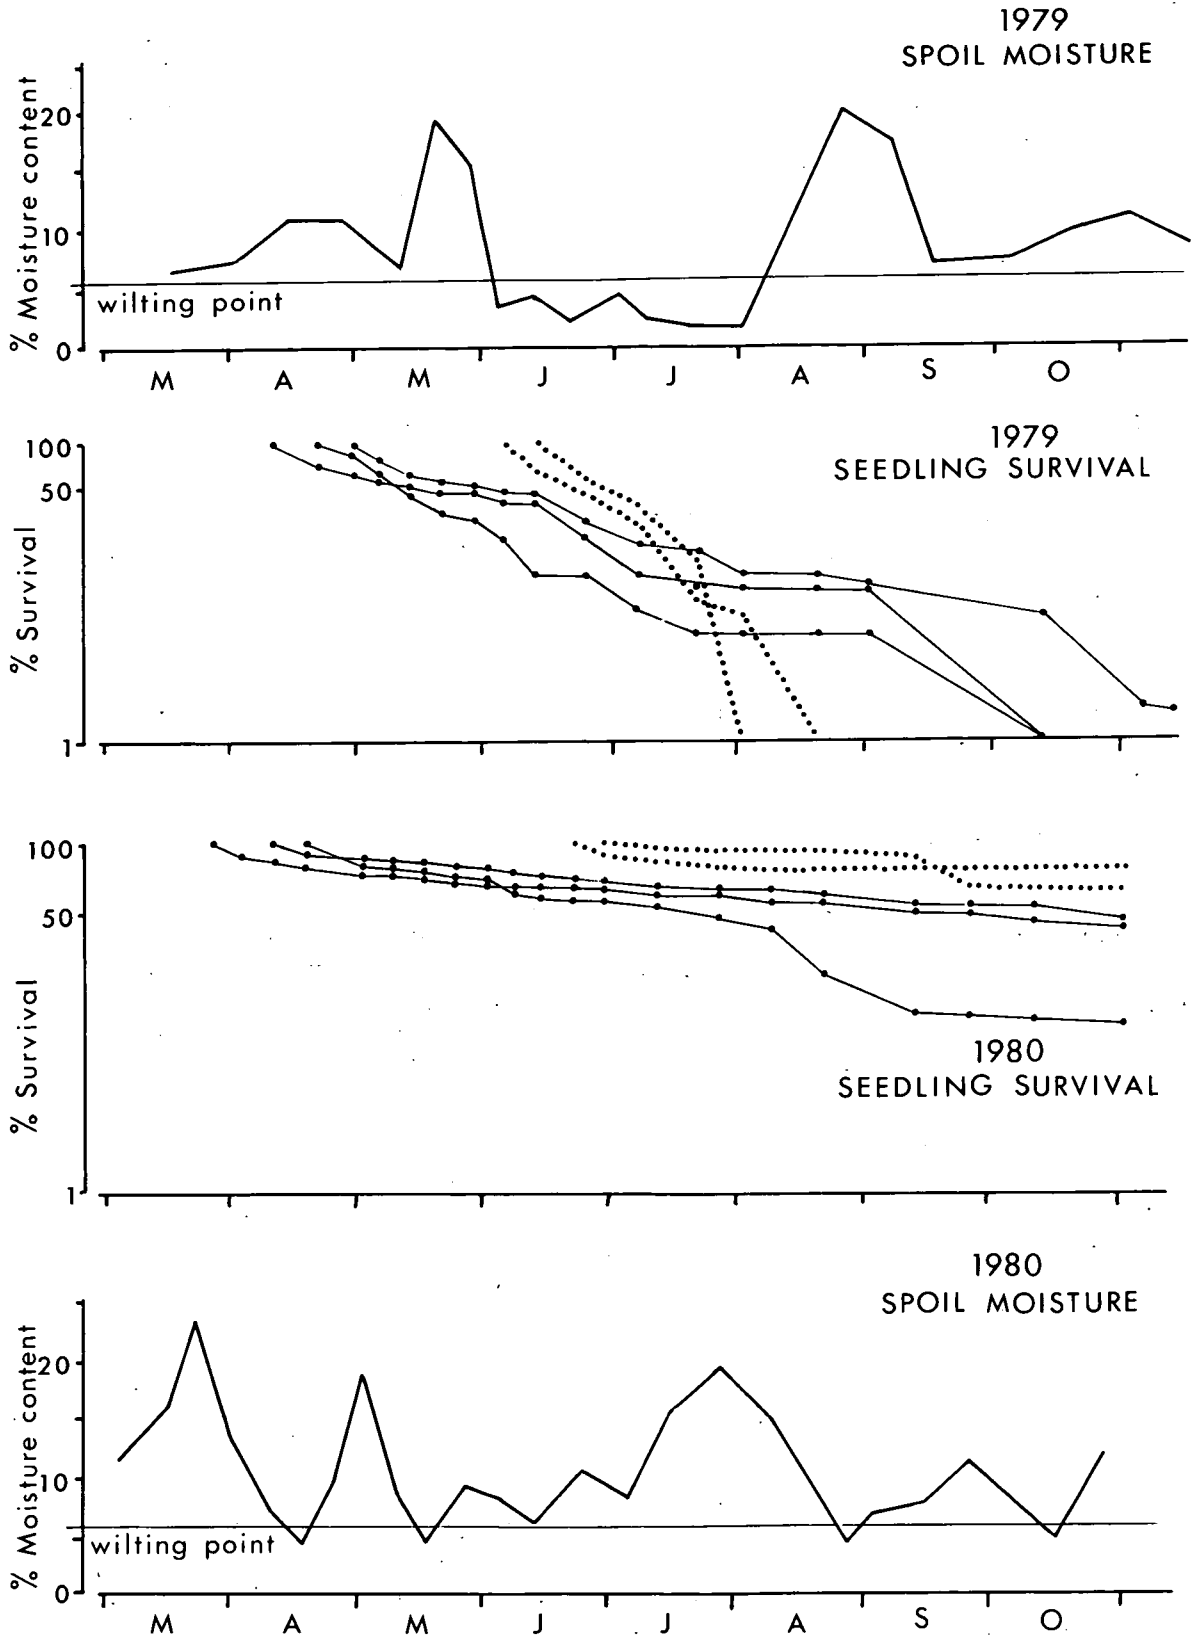 1979
SPOIL MOISTURE
% Moisture content
20
10
0
wilting point
M A M J J A S O
1979
SEEDLING SURVIVAL
% Survival
100
50
1
100
50
1
% Survival
1980
SEEDLING SURVIVAL
1980
SPOIL MOISTURE
% Moisture content
20
10
0
wilting point
M A M J J A S O